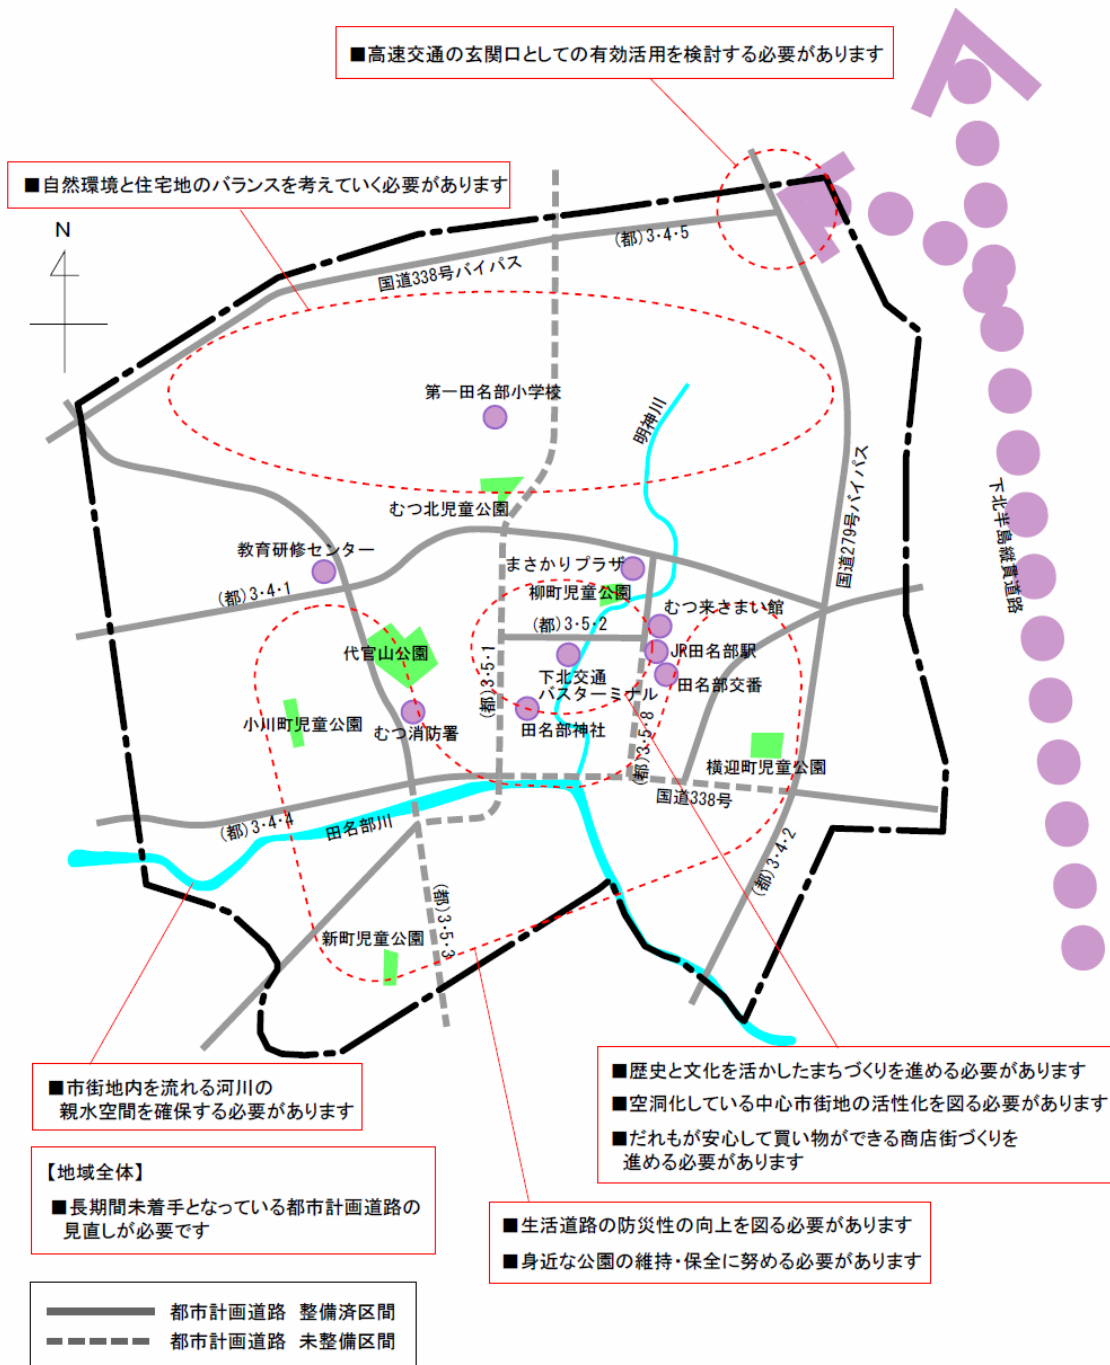 ■高速交通の玄関口としての有効活用を検討する必要があります
■自然環境と住宅地のバランスを考えていく必要があります
N
(都)3・4・5
国道338号バイパス
第一田名部小学校
明神川
むつ北児童公園
国道279号バイパス
下北半島縦貫道路
教育研修センター
まさかりプラザ
(都)3・4・1
柳町児童公園
むつ来さまい館
(都)3・5・2
代官山公園
(都)3・5・1
JR田名部駅
下北交通
バスターミナル
田名部交番
小川町児童公園
むつ消防署
田名部神社
(都)3・5・8
横迎町児童公園
国道338号
(都)3・4・4
田名部川
(都)3・4・2
(都)3・5・3
新町児童公園
■市街地内を流れる河川の
親水空間を確保する必要があります
■歴史と文化を活かしたまちづくりを進める必要があります
■空洞化している中心市街地の活性化を図る必要があります
■だれもが安心して買い物ができる商店街づくりを
進める必要があります
【地域全体】
■長期間未着手となっている都市計画道路の
見直しが必要です
■生活道路の防災性の向上を図る必要があります
■身近な公園の維持・保全に努める必要があります
都市計画道路 整備済区間
都市計画道路 未整備区間